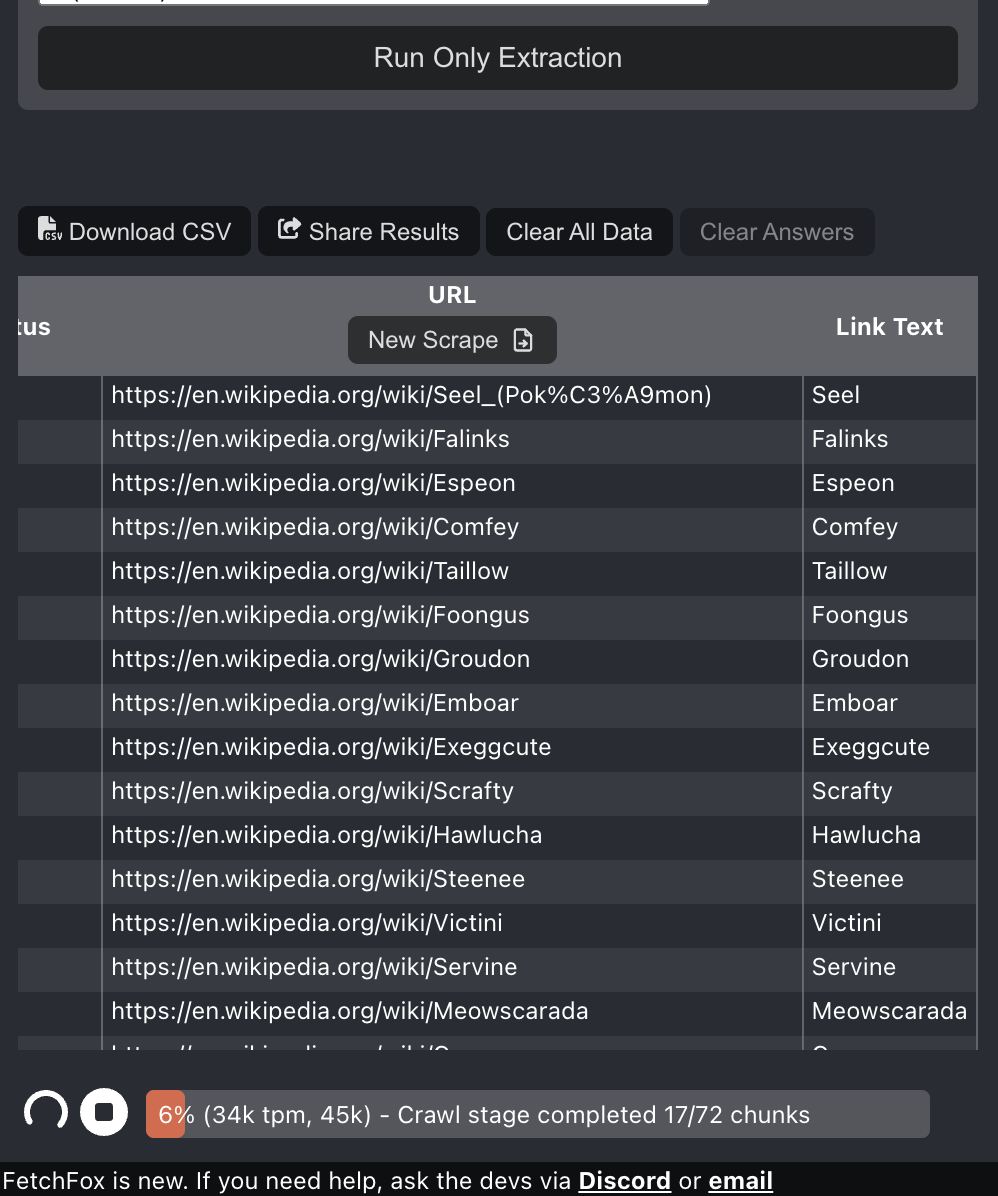 Run Only Extraction
Download CSV Share Results Clear All Data Clear Answers
URL
tus New Scrape Link Text
https://en.wikipedia.org/wiki/Seel_(Pok%C3%A9mon) Seel
https://en.wikipedia.org/wiki/Falinks Falinks
https://en.wikipedia.org/wiki/Espeon Espeon
https://en.wikipedia.org/wiki/Comfey Comfey
https://en.wikipedia.org/wiki/Taillow Taillow
https://en.wikipedia.org/wiki/Foongus Foongus
https://en.wikipedia.org/wiki/Groudon Groudon
https://en.wikipedia.org/wiki/Emboar Emboar
https://en.wikipedia.org/wiki/Exeggcute Exeggcute
https://en.wikipedia.org/wiki/Scrafty Scrafty
https://en.wikipedia.org/wiki/Hawlucha Hawlucha
https://en.wikipedia.org/wiki/Steenee Steenee
https://en.wikipedia.org/wiki/Victini Victini
https://en.wikipedia.org/wiki/Servine Servine
https://en.wikipedia.org/wiki/Meowscarada Meowscarada
6% (34k tpm, 45k) - Crawl stage completed 17/72 chunks
FetchFox is new. If you need help, ask the devs via Discord or email